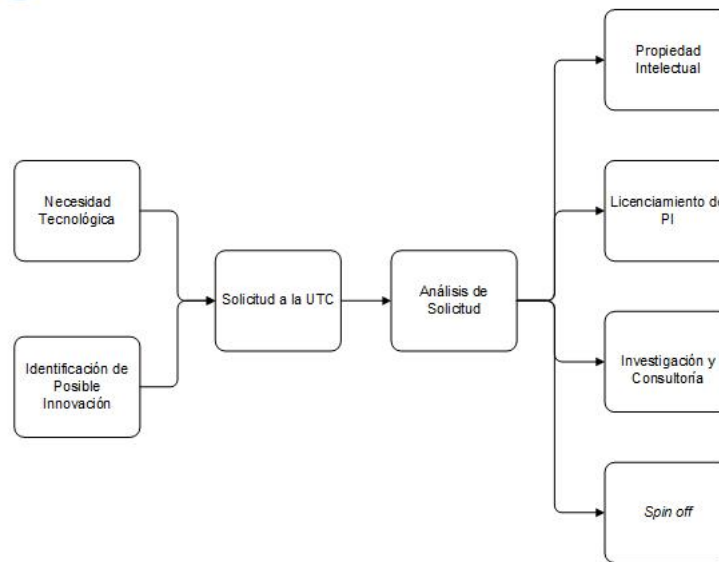 Propiedad
Intelectual
Necesidad
Tecnológica
Licenciamiento de
PI
Solicitud a la UTC
Análisis de
Solicitud
Identificación de
Posible
Innovación
Investigación y
Consultoría
Spin off